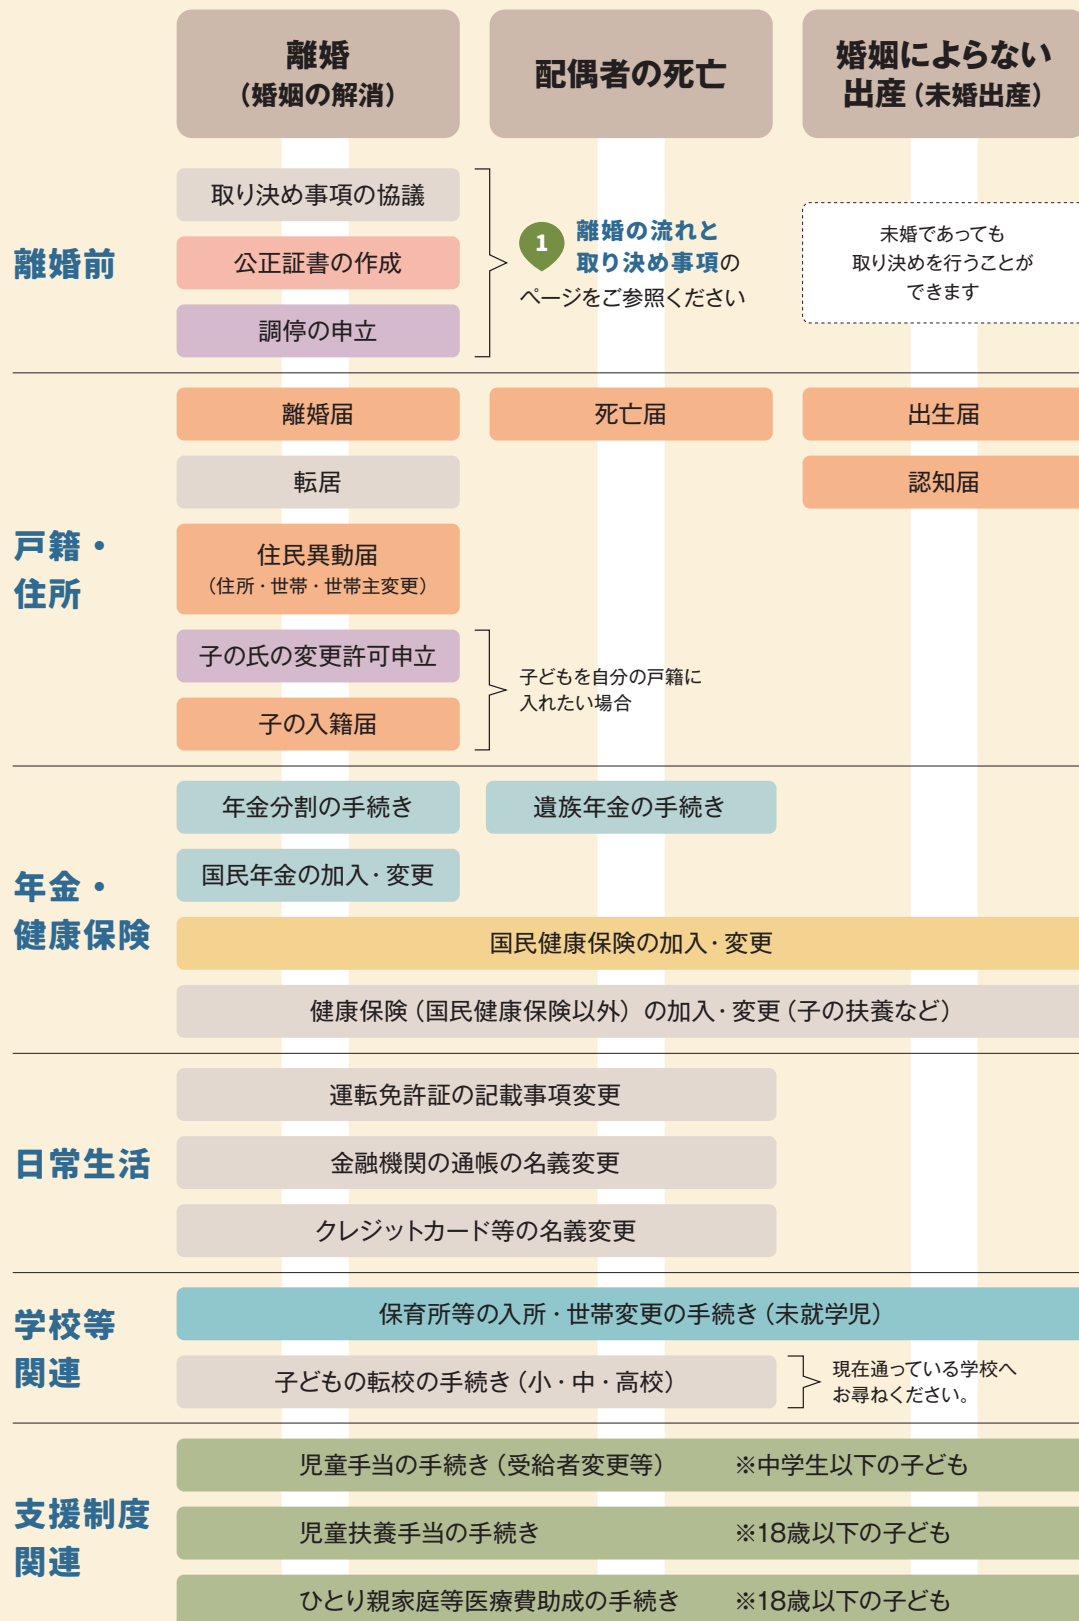 離婚
（婚姻の解消）
配偶者の死亡
婚姻によらない
出産（未婚出産）
離婚前
取り決め事項の協議
公正証書の作成
調停の申立
1 離婚の流れと
取り決め事項の
ページをご参照ください
未婚であっても
取り決めを行うことが
できます
戸籍・
住所
離婚届
死亡届
出生届
転居
認知届
住民異動届
（住所・世帯・世帯主変更）
子の氏の変更許可申立
子の入籍届
子どもを自分の戸籍に
入れたい場合
年金・
健康保険
年金分割の手続き
遺族年金の手続き
国民年金の加入・変更
国民健康保険の加入・変更
健康保険（国民健康保険以外）の加入・変更（子の扶養など）
日常生活
運転免許証の記載事項変更
金融機関の通帳の名義変更
クレジットカード等の名義変更
学校等
関連
保育所等の入所・世帯変更の手続き（未就学児）
子どもの転校の手続き（小・中・高校）
現在通っている学校へ
お尋ねください。
支援制度
関連
児童手当の手続き（受給者変更等） ※中学生以下の子ども
児童扶養手当の手続き ※18歳以下の子ども
ひとり親家庭等医療費助成の手続き ※18歳以下の子ども